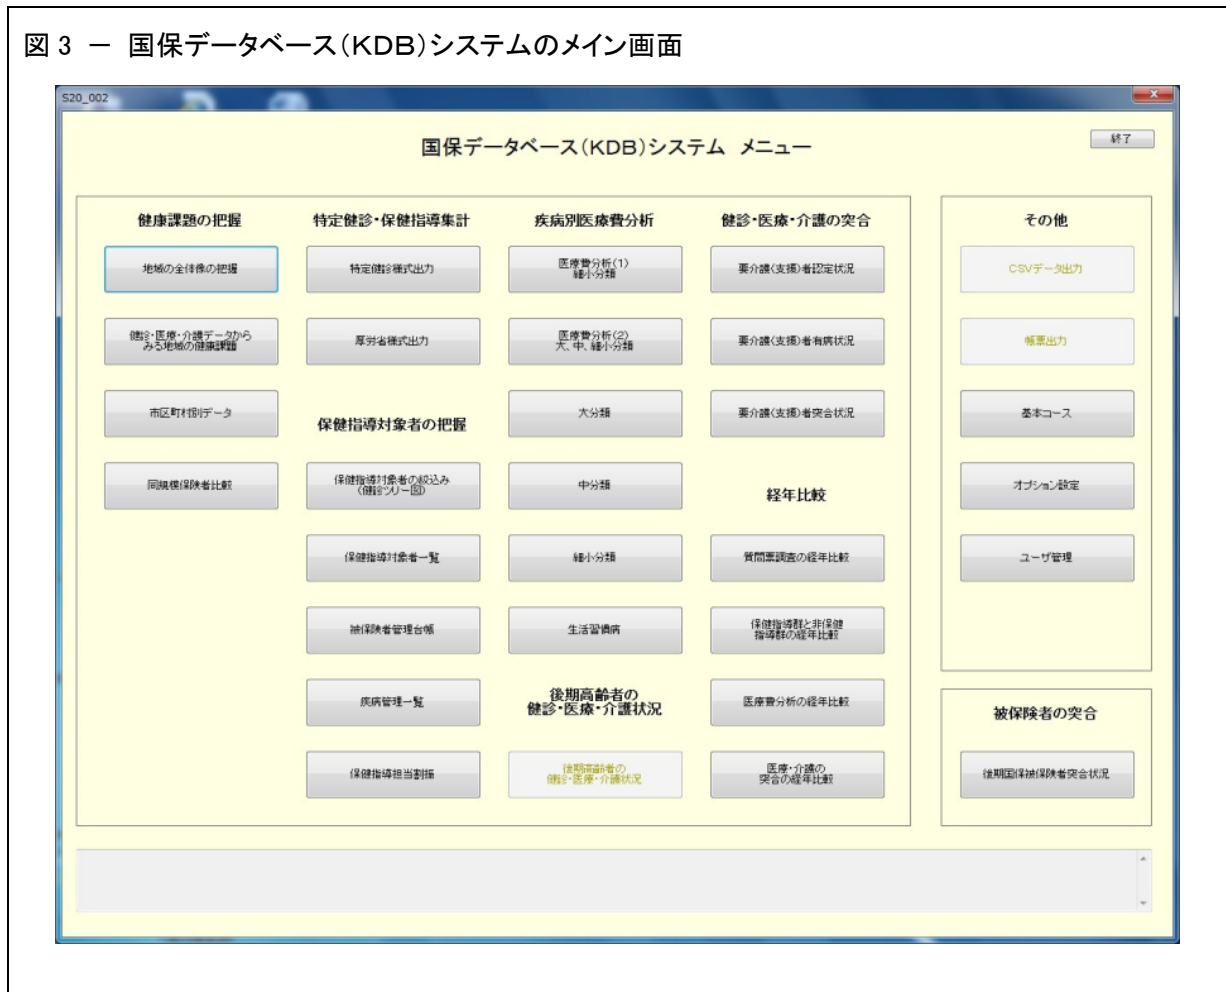 図3 － 国保データベース(KDB)システムのメイン画面
S20_002
国保データベース(KDB)システム メニュー
終了
健康課題の把握
地域の全体像の把握
健診・医療・介護データから
みる地域の健康課題
市区町村別データ
同規模保険者比較
特定健診・保健指導集計
特定健診様式出力
厚労省様式出力
保健指導対象者の把握
保健指導対象者の絞込み
(健診ツリー図)
保健指導対象者一覧
被保険者管理台帳
疾病管理一覧
保健指導担当割振
疾病別医療費分析
医療費分析(1)
細小分類
医療費分析(2)
大、中、細小分類
大分類
中分類
細小分類
生活習慣病
後期高齢者の
健診・医療・介護状況
後期高齢者の
健診・医療・介護状況
健診・医療・介護の突合
要介護(支援)者認定状況
要介護(支援)者有病状況
要介護(支援)者突合状況
経年比較
質問票調査の経年比較
保健指導群と非保健
指導群の経年比較
医療費分析の経年比較
医療・介護の
突合の経年比較
その他
CSVデータ出力
帳票出力
基本コース
オプション設定
ユーザ管理
被保険者の突合
後期国保被保険者突合状況